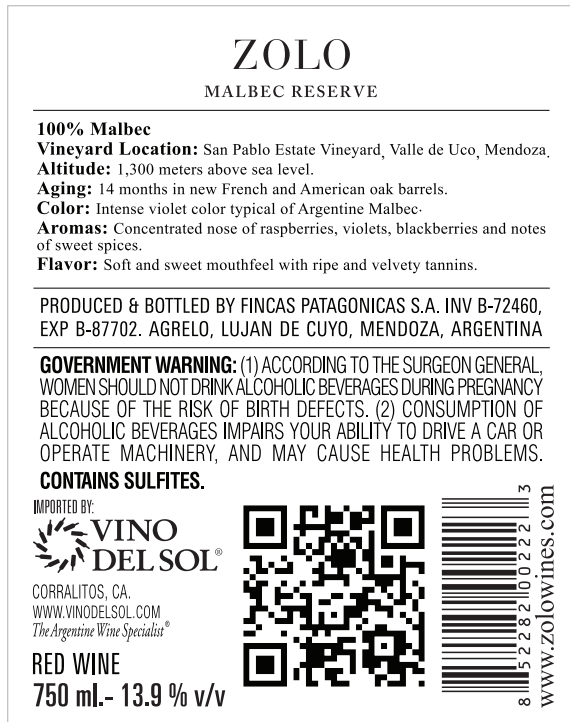 ZOLO
MALBEC RESERVE
100% Malbec
Vineyard Location: San Pablo Estate Vineyard, Valle de Uco, Mendoza.
Altitude: 1,300 meters above sea level.
Aging: 14 months in new French and American oak barrels.
Color: Intense violet color typical of Argentine Malbec.
Aromas: Concentrated nose of raspberries, violets, blackberries and notes
of sweet spices.
Flavor: Soft and sweet mouthfeel with ripe and velvety tannins.
PRODUCED & BOTTLED BY FINCAS PATAGONICAS S.A. INV B-72460,
EXP B-87702. AGRELO, LUJAN DE CUYO, MENDOZA, ARGENTINA
GOVERNMENT WARNING: (1) ACCORDING TO THE SURGEON GENERAL,
WOMEN SHOULD NOT DRINK ALCOHOLIC BEVERAGES DURING PREGNANCY
BECAUSE OF THE RISK OF BIRTH DEFECTS. (2) CONSUMPTION OF
ALCOHOLIC BEVERAGES IMPAIRS YOUR ABILITY TO DRIVE A CAR OR
OPERATE MACHINERY, AND MAY CAUSE HEALTH PROBLEMS.
CONTAINS SULFITES.
IMPORTED BY:
VINO
DEL SOL®
CORRALITOS, CA.
WWW.VINODELSOL.COM
The Argentine Wine Specialist®
RED WINE
750 ml.- 13.9 % v/v
8 52282 00222 3
www.zolowines.com